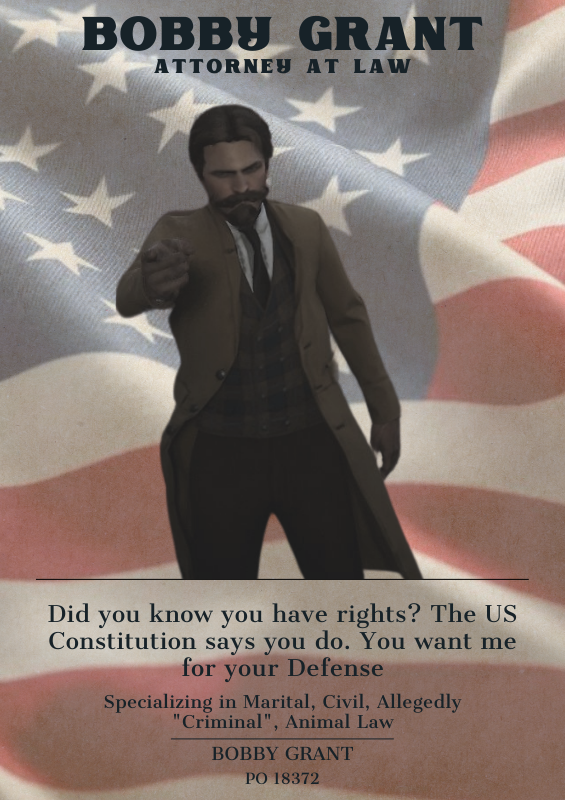 BOBBY GRANT
ATTORNEY AT LAW
Did you know you have rights? The US
Constitution says you do. You want me
for your Defense
Specializing in Marital, Civil, Allegedly
"Criminal", Animal Law
BOBBY GRANT
PO 18372